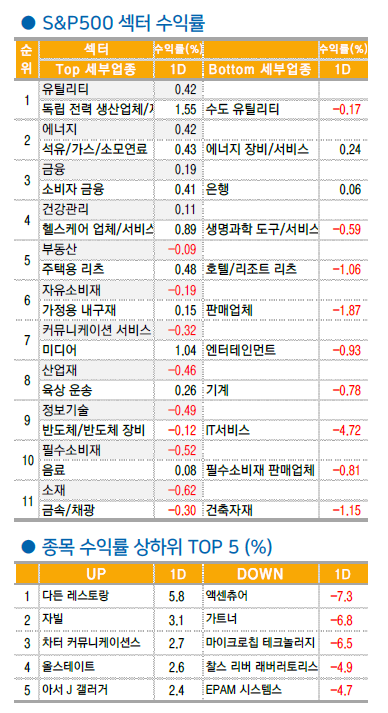 ● S&P500 섹터 수익률
순위 섹터 수익률(%) 수익률(%)
Top 세부업종 1D Bottom 세부업종 1D
1 유틸리티 0.42
독립 전력 생산업체/ 1.55 수도 유틸리티 -0.17
2 에너지 0.42
석유/가스/소모연료 0.43 에너지 장비/서비스 0.24
3 금융 0.19
소비자 금융 0.41 은행 0.06
4 건강관리 0.11
헬스케어 업체/서비스 0.89 생명과학 도구/서비스 -0.59
5 부동산 -0.09
주택용 리츠 0.48 호텔/리조트 리츠 -1.06
6 자유소비재 -0.19
가정용 내구재 0.15 판매업체 -1.87
7 커뮤니케이션 서비스 -0.32
미디어 1.04 엔터테인먼트 -0.93
8 산업재 -0.46
육상 운송 0.26 기계 -0.78
9 정보기술 -0.49
반도체/반도체 장비 -0.12 IT서비스 -4.72
10 필수소비재 -0.52
음료 0.08 필수소비재 판매업체 -0.81
11 소재 -0.62
금속/채광 -0.30 건축자재 -1.15
● 종목 수익률 상하위 TOP 5 (%)
UP 1D DOWN 1D
1 다든 레스토랑 5.8 액센츄어 -7.3
2 자빌 3.1 가트너 -6.8
3 차터 커뮤니케이션스 2.7 마이크로칩 테크놀러지 -6.5
4 올스테이트 2.6 찰스 리버 래버러토리스 -4.9
5 아서 J 갤러거 2.4 EPAM 시스템스 -4.7